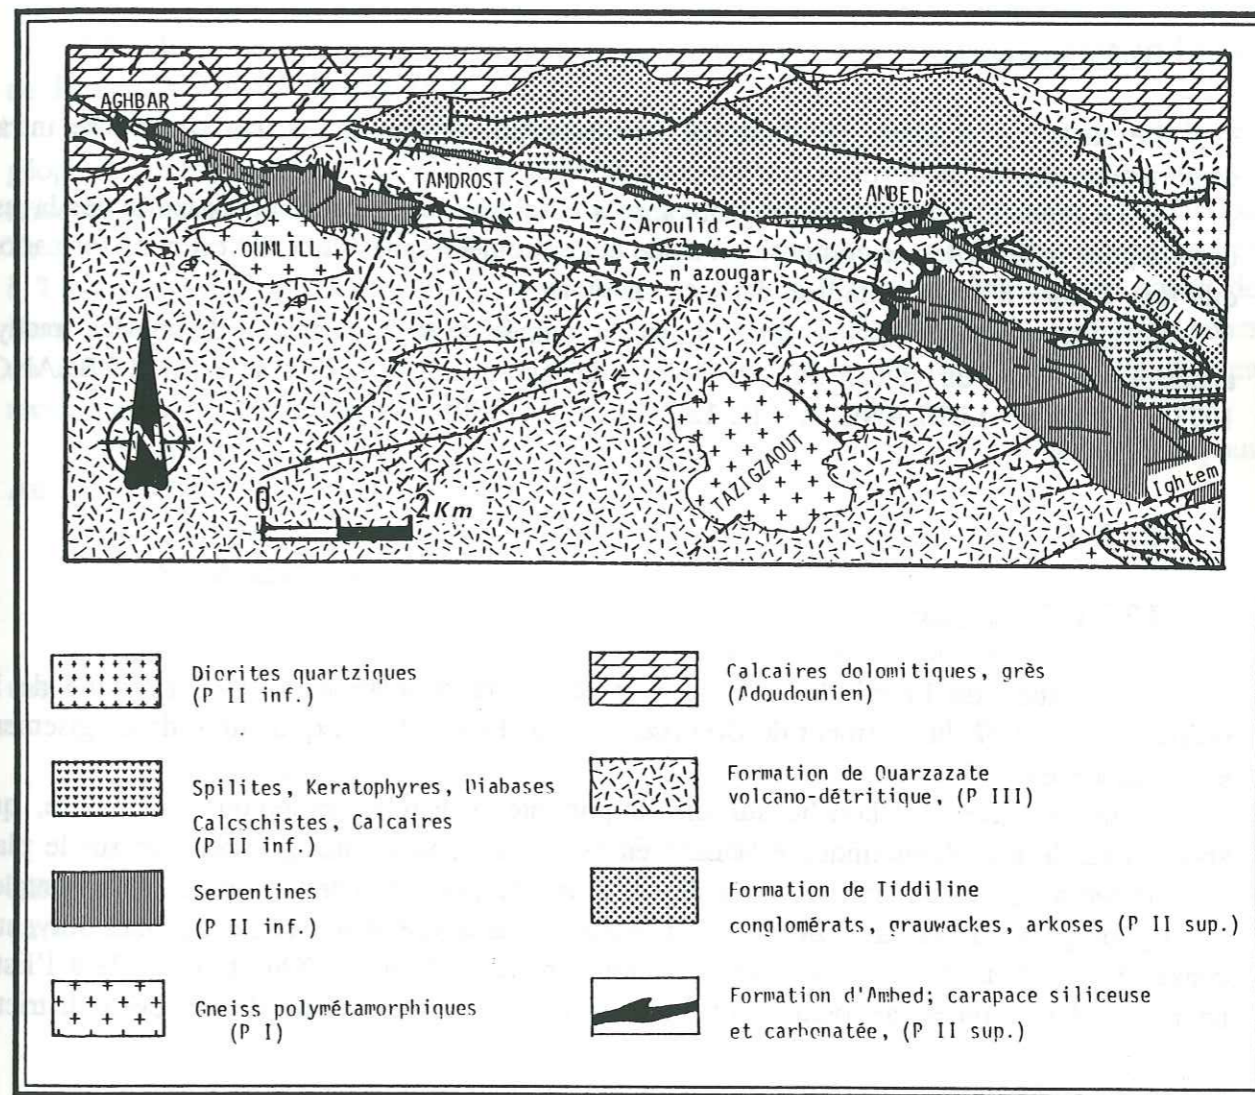 AGHBAR
TAMDROST
AMBED
OUMLILL
Aroulid
n'azougar
TIDDILINE
TAZIGZAOUT
Ightem
N
0 2 Km
Diorites quartziques
(P II inf.)
Spilites, Keratophyres, Diabases
Calcschistes, Calcaires
(P II inf.)
Serpentines
(P II inf.)
Gneiss polymétamorphiques
(P I)
Calcaires dolomitiques, grès
(Adoudounien)
Formation de Ouarzazate
volcano-détritique, (P III)
Formation de Tiddiline
conglomérats, grauwackes, arkoses (P II sup.)
Formation d'Ambed; carapace siliceuse
et carbonatée, (P II sup.)